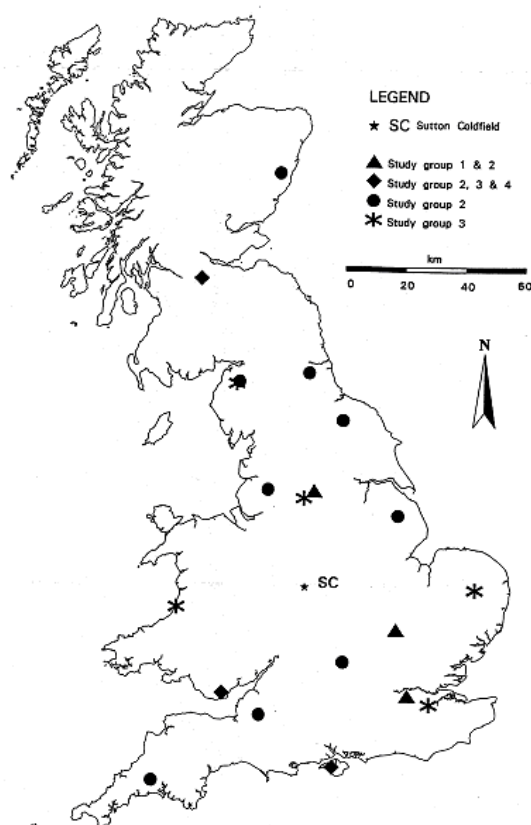 LEGEND
SC Sutton Coldfield
Study group 1 & 2
Study group 2, 3 & 4
Study group 2
Study group 3
km
0 20 40 60
N
SC